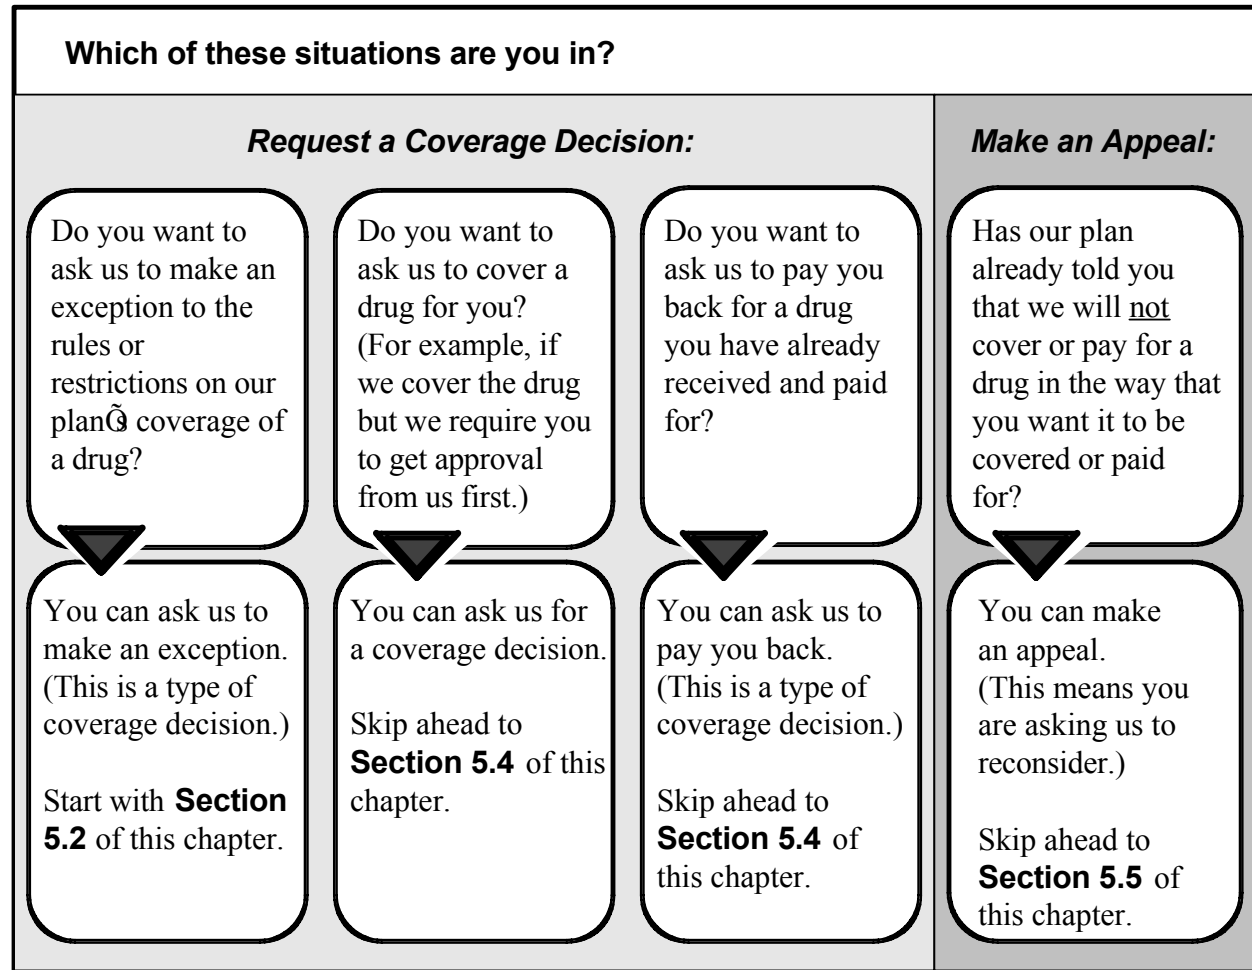 Which of these situations are you in?
Request a Coverage Decision:
Make an Appeal:
Do you want to
ask us to make an
exception to the
rules or
restrictions on our
planÕs coverage of
a drug?
Do you want to
ask us to cover a
drug for you?
(For example, if
we cover the drug
but we require you
to get approval
from us first.)
Do you want to
ask us to pay you
back for a drug
you have already
received and paid
for?
Has our plan
already told you
that we will not
cover or pay for a
drug in the way that
you want it to be
covered or paid
for?
You can ask us to
make an exception.
(This is a type of
coverage decision.)
Start with Section
5.2 of this chapter.
You can ask us for
a coverage decision.
Skip ahead to
Section 5.4 of this
chapter.
You can ask us to
pay you back.
(This is a type of
coverage decision.)
Skip ahead to
Section 5.4 of
this chapter.
You can make
an appeal.
(This means you
are asking us to
reconsider.)
Skip ahead to
Section 5.5 of
this chapter.